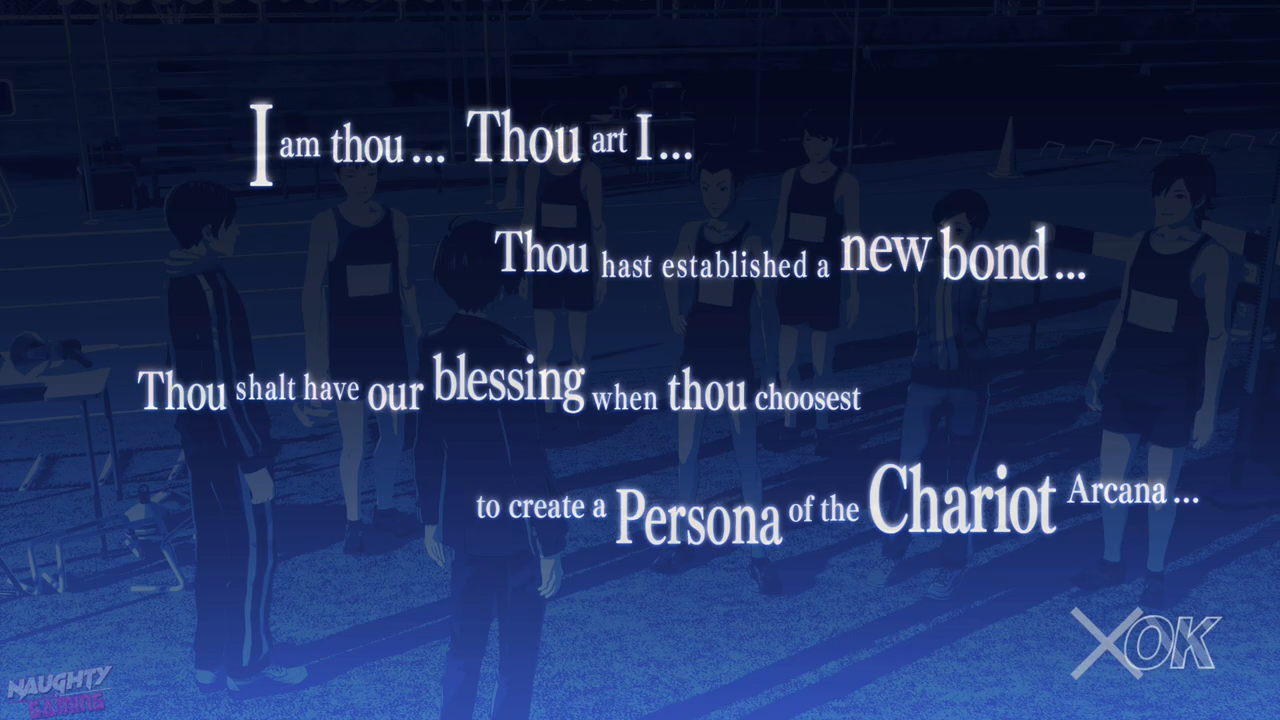 I am thou... Thou art I...
Thou hast established a new bond...
Thou shalt have our blessing when thou choosest
to create a Persona of the Chariot Arcana...
X OK
NAUGHTY
GAMING